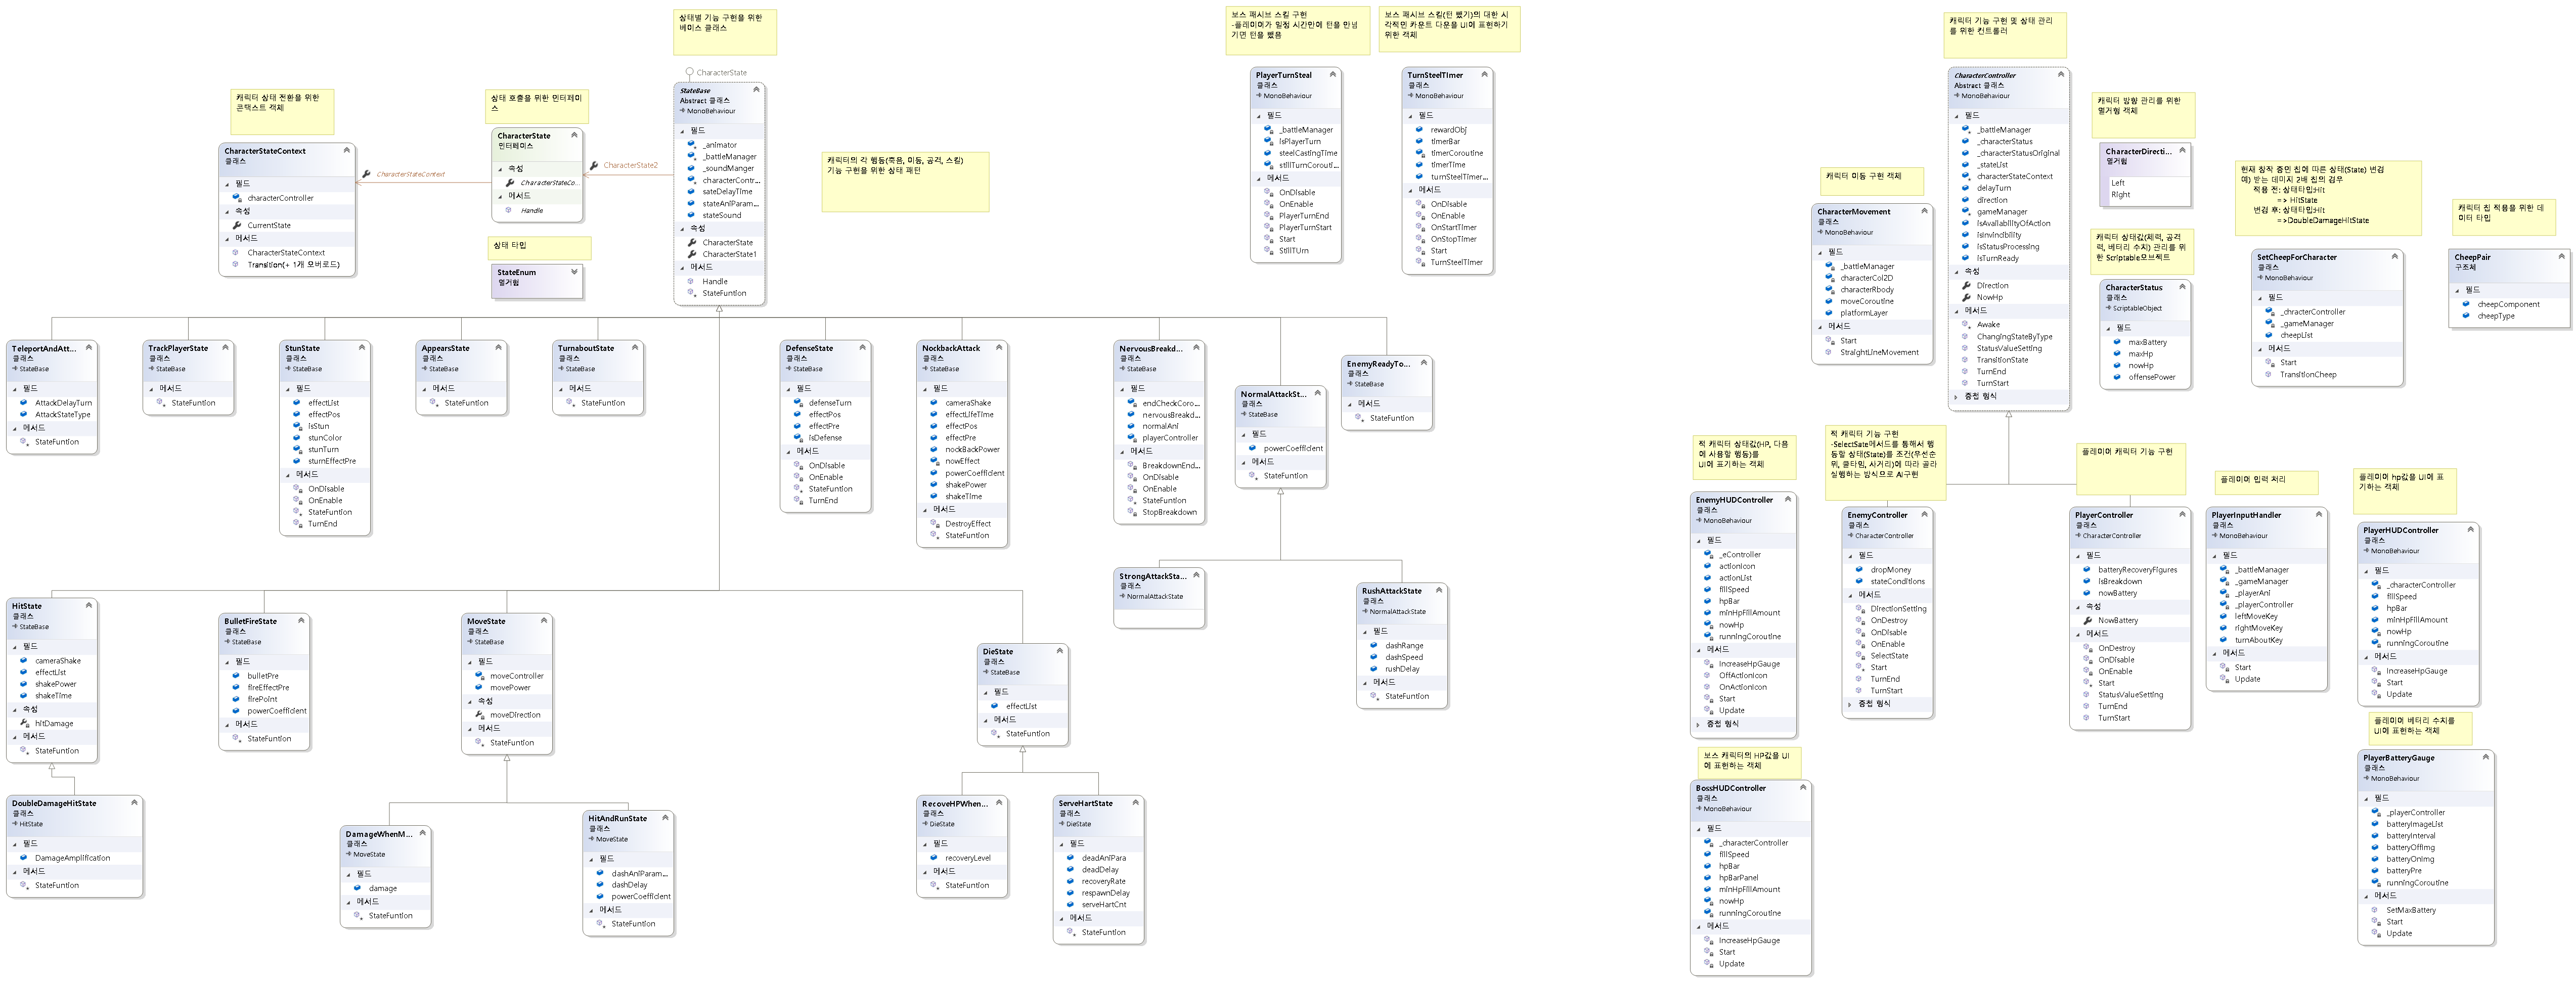 상태별 기능 구현을 위한
베이스 클래스
CharacterState
StateBase
Abstract 클래스
MonoBehaviour
필드
_animator
_battleManager
_soundManger
characterContr...
sateDelayTime
stateAniParam...
stateSound
속성
CharacterState
CharacterState1
메서드
Handle
StateFuntion
캐릭터 상태 전환을 위한
콘택스트 객체
CharacterStateContext
클래스
필드
characterController
속성
CurrentState
메서드
CharacterStateContext
Transition(+ 1개 오버로드)
CharacterStateContext
상태 호출을 위한 인터페이
스
CharacterState
인터페이스
속성
CharacterStateCo...
메서드
Handle
CharacterState2
상태 타입
StateEnum
열거형
캐릭터의 각 행동(죽음, 이동, 공격, 스킬)
기능 구현을 위한 상태 패턴
보스 패시브 스킬 구현
-플레이어가 일정 시간안에 턴을 안넘
기면 턴을 뺏음
PlayerTurnSteal
클래스
MonoBehaviour
필드
_battleManager
isPlayerTurn
steelCastingTime
stillTurnCorouti...
메서드
OnDisable
OnEnable
PlayerTurnEnd
PlayerTurnStart
Start
StillTurn
보스 패시브 스킬(턴 뺏기)의 대한 시
각적인 카운트 다운을 UI에 표현하기
위한 객체
TurnSteelTimer
클래스
MonoBehaviour
필드
rewardObj
timerBar
timerCoroutine
timerTime
turnSteelTimer...
메서드
OnDisable
OnEnable
OnStartTimer
OnStopTimer
Start
TurnSteelTimer
TeleportAndAtt...
클래스
StateBase
필드
AttackDelayTurn
AttackStateType
메서드
StateFuntion
TrackPlayerState
클래스
StateBase
메서드
StateFuntion
StunState
클래스
StateBase
필드
effectList
effectPos
isStun
stunColor
stunTurn
sturnEffectPre
메서드
OnDisable
OnEnable
StateFuntion
TurnEnd
AppearsState
클래스
StateBase
메서드
StateFuntion
TurnaboutState
클래스
StateBase
메서드
StateFuntion
DefenseState
클래스
StateBase
필드
defenseTurn
effectPos
effectPre
isDefense
메서드
OnDisable
OnEnable
StateFuntion
TurnEnd
NockbackAttack
클래스
StateBase
필드
cameraShake
effectLifeTime
effectPos
effectPre
nockBackPower
nowEffect
powerCoefficient
shakePower
shakeTime
메서드
DestroyEffect
StateFuntion
NervousBreakd...
클래스
StateBase
필드
endCheckCoro...
nervousBreakd...
normalAni
playerController
메서드
BreakdownEnd...
OnDisable
OnEnable
StateFuntion
StopBreakdown
NormalAttackSt...
클래스
StateBase
필드
powerCoefficient
메서드
StateFuntion
EnemyReadyTo...
클래스
StateBase
메서드
StateFuntion
StrongAttackSta...
클래스
NormalAttackState
RushAttackState
클래스
NormalAttackState
필드
dashRange
dashSpeed
rushDelay
메서드
StateFuntion
HitState
클래스
StateBase
필드
cameraShake
effectList
shakePower
shakeTime
속성
hitDamage
메서드
StateFuntion
BulletFireState
클래스
StateBase
필드
bulletPre
fireEffectPre
firePoint
powerCoefficient
메서드
StateFuntion
MoveState
클래스
StateBase
필드
moveController
movePower
속성
moveDirection
메서드
StateFuntion
DieState
클래스
StateBase
필드
effectList
메서드
StateFuntion
DoubleDamageHitState
클래스
HitState
필드
DamageAmplification
메서드
StateFuntion
DamageWhenM...
클래스
MoveState
필드
damage
메서드
StateFuntion
HitAndRunState
클래스
MoveState
필드
dashAniParam...
dashDelay
powerCoefficient
메서드
StateFuntion
RecoveHPWhen...
클래스
DieState
필드
recoveryLevel
메서드
StateFuntion
ServeHartState
클래스
DieState
필드
deadAniPara
deadDelay
recoveryRate
respawnDelay
serveHartCnt
메서드
StateFuntion
캐릭터 기능 구현 및 상태 관리
를 위한 컨트롤러
CharacterController
Abstract 클래스
MonoBehaviour
필드
_battleManager
_characterStatus
_characterStatusOriginal
_stateList
characterStateContext
delayTurn
direction
gameManager
isAvailabilityOfAction
isInvincibility
isStatusProcessing
isTurnReady
속성
Direction
NowHp
메서드
Awake
ChangingStateByType
StatusValueSetting
TransitionState
TurnEnd
TurnStart
중첩 형식
캐릭터 이동 구현 객체
CharacterMovement
클래스
MonoBehaviour
필드
_battleManager
characterCol2D
characterRbody
moveCoroutine
platformLayer
메서드
Start
StraightLineMovement
캐릭터 방향 관리를 위한
열거형 객체
CharacterDirecti...
열거형
Left
Right
캐릭터 상태값(체력, 공격
력, 베터리 수치) 관리를 위
한 Scriptable오브젝트
CharacterStatus
클래스
ScriptableObject
필드
maxBattery
maxHp
nowHp
offensePower
현재 장착 중인 칩에 따른 상태(State) 변경
예) 받는 데미지 2배 칩의 경우
적용 전: 상태타입:Hit
=> HitState
변경 후: 상태타입:Hit
=>DoubleDamageHitState
SetCheepForCharacter
클래스
MonoBehaviour
필드
_chracterController
_gameManager
cheepList
메서드
Start
TransitionCheep
캐릭터 칩 적용을 위한 데
이터 타입
CheepPair
구조체
필드
cheepComponent
cheepType
적 캐릭터 상태값(HP, 다음
에 사용할 행동)를
UI에 표기하는 객체
EnemyHUDController
클래스
MonoBehaviour
필드
_eController
actionIcon
actionList
fillSpeed
hpBar
minHpFillAmount
nowHp
runningCoroutine
메서드
IncreaseHpGauge
OffActionIcon
OnActionIcon
Start
Update
중첩 형식
적 캐릭터 기능 구현
-SelectSate메서드를 통해서 행
동할 상태(State)를 조건(우선순
위, 쿨타임, 사거리)에 따라 골라
실행하는 방식으로 AI구현
EnemyController
클래스
CharacterController
필드
dropMoney
stateConditions
메서드
DirectionSetting
OnDestroy
OnDisable
OnEnable
SelectState
Start
TurnEnd
TurnStart
중첩 형식
플레이어 캐릭터 기능 구현
PlayerController
클래스
CharacterController
필드
batteryRecoveryFigures
isBreakdown
nowBattery
속성
NowBattery
메서드
OnDestroy
OnDisable
OnEnable
Start
StatusValueSetting
TurnEnd
TurnStart
플레이어 입력 처리
PlayerInputHandler
클래스
MonoBehaviour
필드
_battleManager
_gameManager
_playerAni
_playerController
leftMoveKey
rightMoveKey
turnAboutKey
메서드
Start
Update
플레이어 hp값을 UI에 표
기하는 객체
PlayerHUDController
클래스
MonoBehaviour
필드
_characterController
fillSpeed
hpBar
minHpFillAmount
nowHp
runningCoroutine
메서드
IncreaseHpGauge
Start
Update
보스 캐릭터의 HP값을 UI
에 표현하는 객체
BossHUDController
클래스
MonoBehaviour
필드
_characterController
fillSpeed
hpBar
hpBarPanel
minHpFillAmount
nowHp
runningCoroutine
메서드
IncreaseHpGauge
Start
Update
플레이어 베터리 수치를
UI에 표현하는 객체
PlayerBatteryGauge
클래스
MonoBehaviour
필드
_playerController
batteryImageList
batteryInterval
batteryOffImg
batteryOnImg
batteryPre
runningCoroutine
메서드
SetMaxBattery
Start
Update